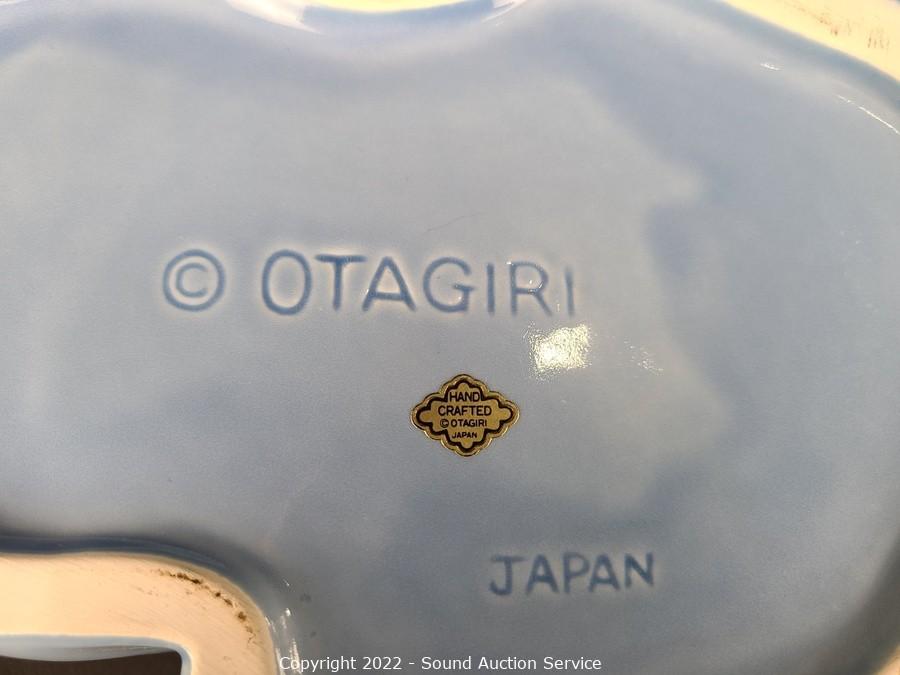 © OTAGIRI
HAND
CRAFTED
© OTAGIRI
JAPAN
JAPAN
Copyright 2022 - Sound Auction Service